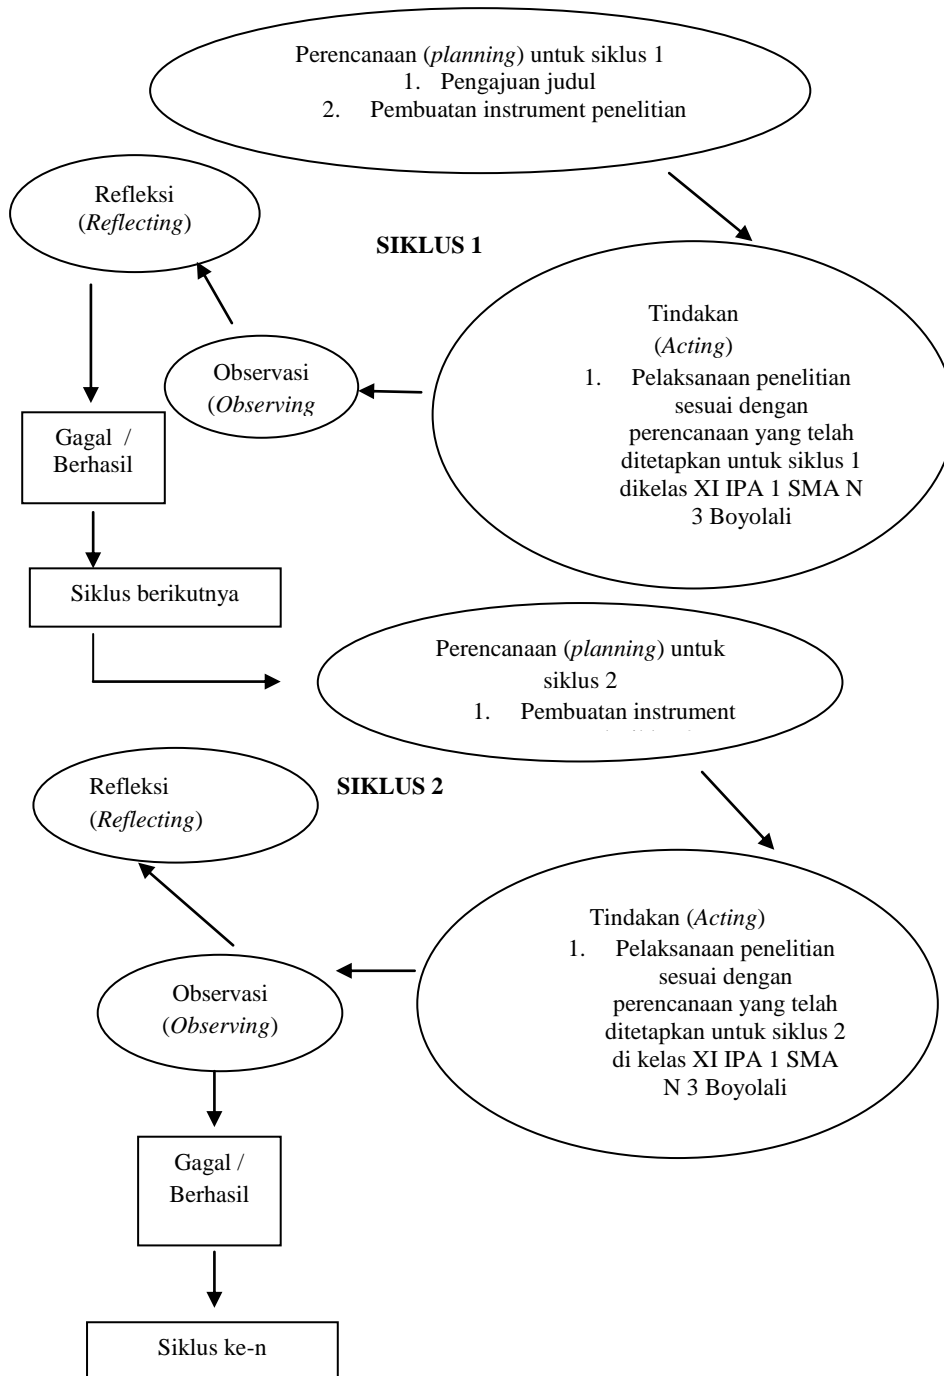 Perencanaan (planning) untuk siklus 1
1. Pengajuan judul
2. Pembuatan instrument penelitian
Refleksi
(Reflecting)
SIKLUS 1
Tindakan
(Acting)
1. Pelaksanaan penelitian
sesuai dengan
perencanaan yang telah
ditetapkan untuk siklus 1
dikelas XI IPA 1 SMA N
3 Boyolali
Observasi
(Observing
Gagal /
Berhasil
Siklus berikutnya
Perencanaan (planning) untuk
siklus 2
1. Pembuatan instrument
Refleksi
(Reflecting)
SIKLUS 2
Tindakan (Acting)
1. Pelaksanaan penelitian
sesuai dengan
perencanaan yang telah
ditetapkan untuk siklus 2
di kelas XI IPA 1 SMA
N 3 Boyolali
Observasi
(Observing)
Gagal /
Berhasil
Siklus ke-n